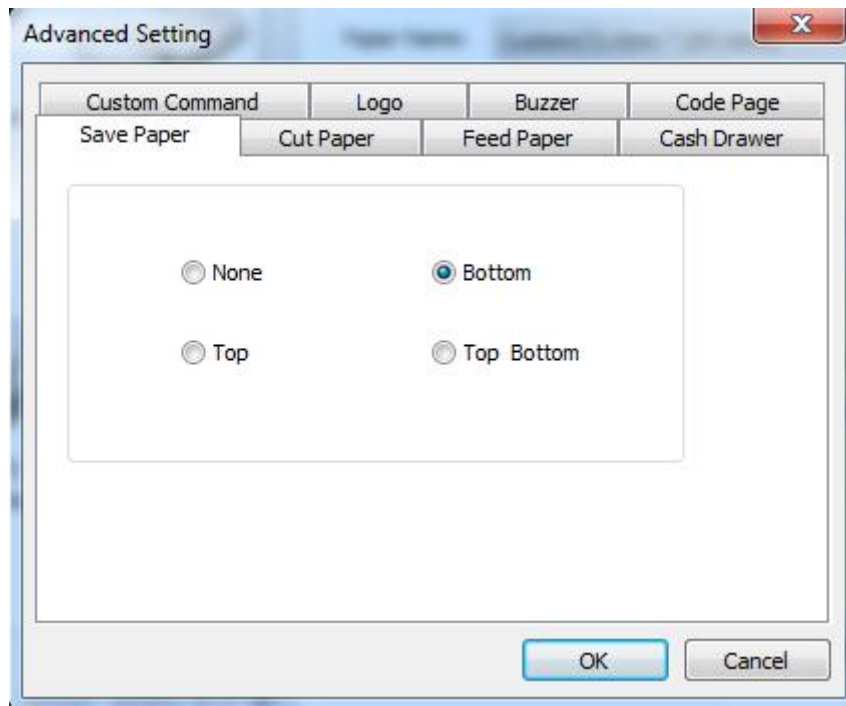 Advanced Setting
Custom Command Logo Buzzer Code Page
Save Paper Cut Paper Feed Paper Cash Drawer
None Bottom
Top Top Bottom
OK Cancel